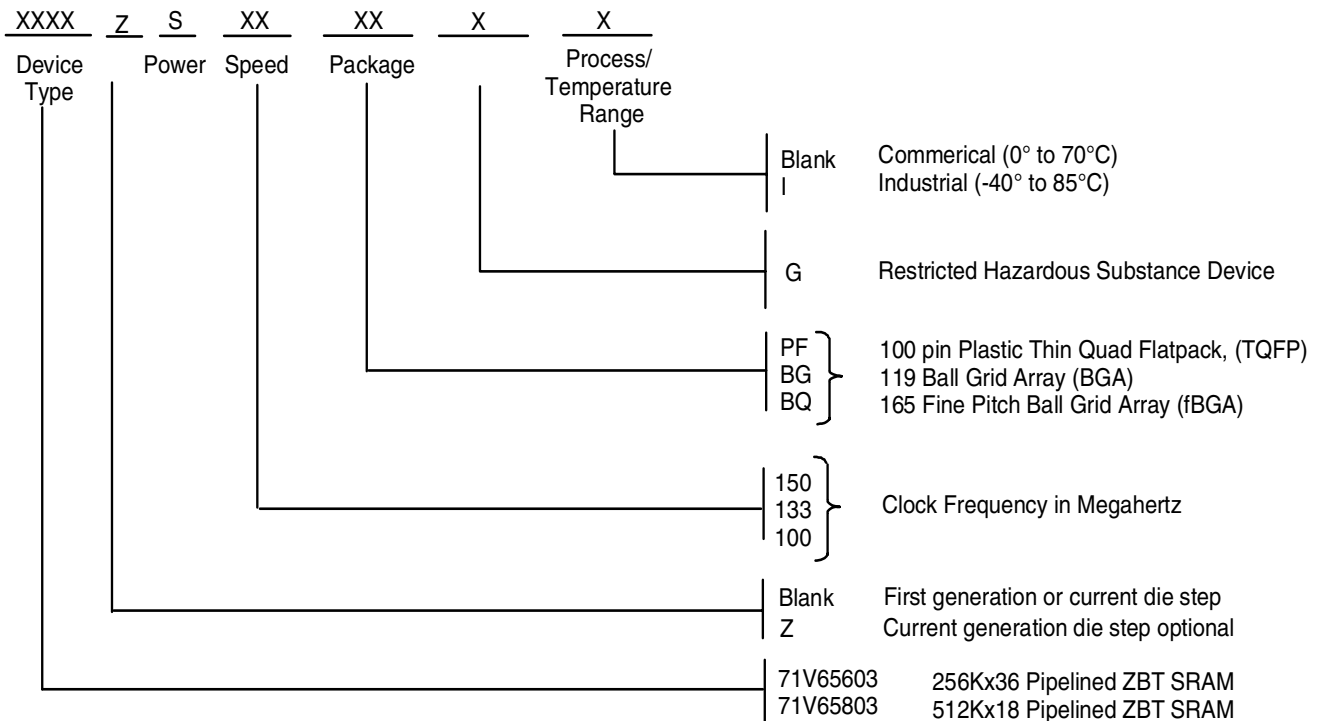 XXXX Z S XX XX X X
Device Type Power Speed Package Process/ Temperature Range
Blank Commerical (0° to 70°C)
I Industrial (-40° to 85°C)
G Restricted Hazardous Substance Device
PF 100 pin Plastic Thin Quad Flatpack, (TQFP)
BG 119 Ball Grid Array (BGA)
BQ 165 Fine Pitch Ball Grid Array (fBGA)
150
133 Clock Frequency in Megahertz
100
Blank First generation or current die step
Z Current generation die step optional
71V65603 256Kx36 Pipelined ZBT SRAM
71V65803 512Kx18 Pipelined ZBT SRAM